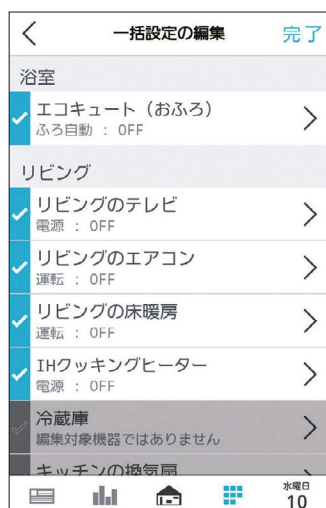 一括設定の編集 完了
浴室
エコキュート（おふろ）
ふろ自動 : OFF
リビング
リビングのテレビ
電源 : OFF
リビングのエアコン
運転 : OFF
リビングの床暖房
運転 : OFF
IHクッキングヒーター
電源 : OFF
冷蔵庫
編集対象機器ではありません
キッチンの換気扇
水曜日
10